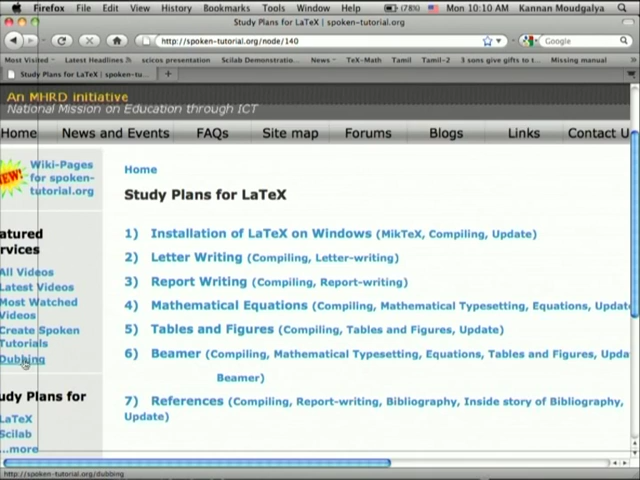 Firefox File Edit View History Bookmarks Tools Window Help (78%) Mon 10:10 AM Kannan Moudgalya
Study Plans for LaTeX | spoken-tutorial.org
http://spoken-tutorial.org/node/140 Google
Most Visited Latest Headlines scicos presentation Scilab Demonstratio... News TeX-Math Tamil Tamil-2 3 sons give gifts to t... Missing manual
Study Plans for LaTeX | spoken-tu...
An MHRD initiative
National Mission on Education through ICT
Home News and Events FAQs Site map Forums Blogs Links Contact U
NEW!
Wiki-Pages
for spoken-
tutorial.org
Home
Study Plans for LaTeX
atured
rvices
All Videos
Latest Videos
Most Watched
Videos
Create Spoken
Tutorials
Dubbing
udy Plans for
LaTeX
Scilab
...more
1) Installation of LaTeX on Windows (MikTeX, Compiling, Update)
2) Letter Writing (Compiling, Letter-writing)
3) Report Writing (Compiling, Report-writing)
4) Mathematical Equations (Compiling, Mathematical Typesetting, Equations, Updat
5) Tables and Figures (Compiling, Tables and Figures, Update)
6) Beamer (Compiling, Mathematical Typesetting, Equations, Tables and Figures, Upda
Beamer)
7) References (Compiling, Report-writing, Bibliography, Inside story of Bibliography,
Update)
http://spoken-tutorial.org/dubbing